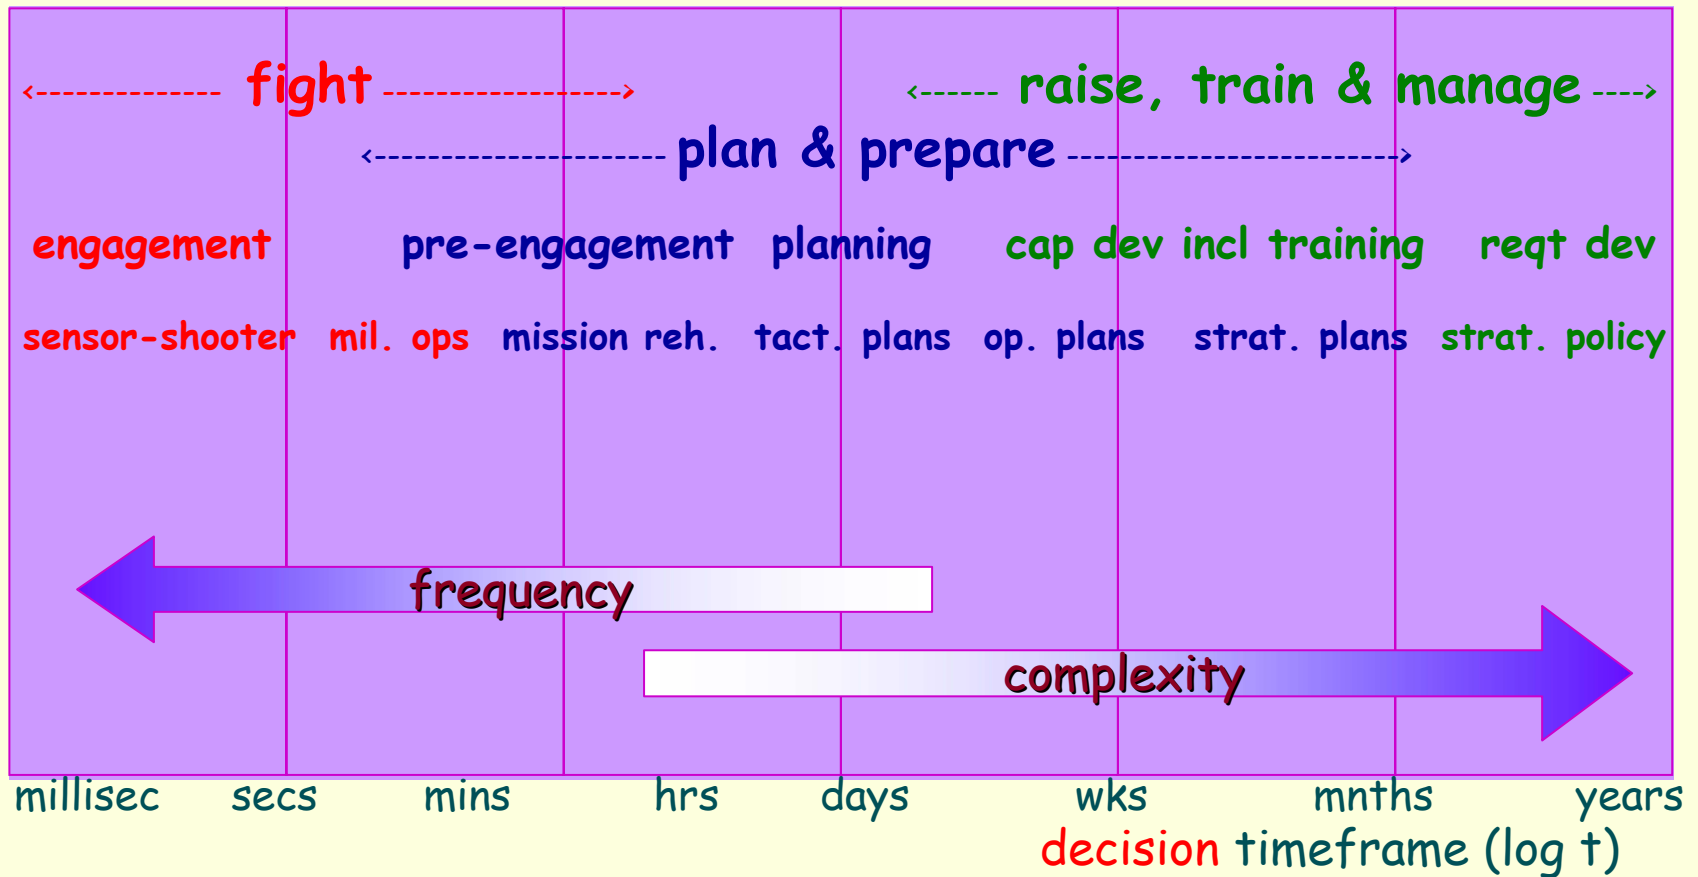 fight raise, train & manage
plan & prepare
engagement pre-engagement planning cap dev incl training reqt dev
sensor-shooter mil. ops mission reh. tact. plans op. plans strat. plans strat. policy
frequency
complexity
millisec secs mins hrs days wks mnths years
decision timeframe (log t)